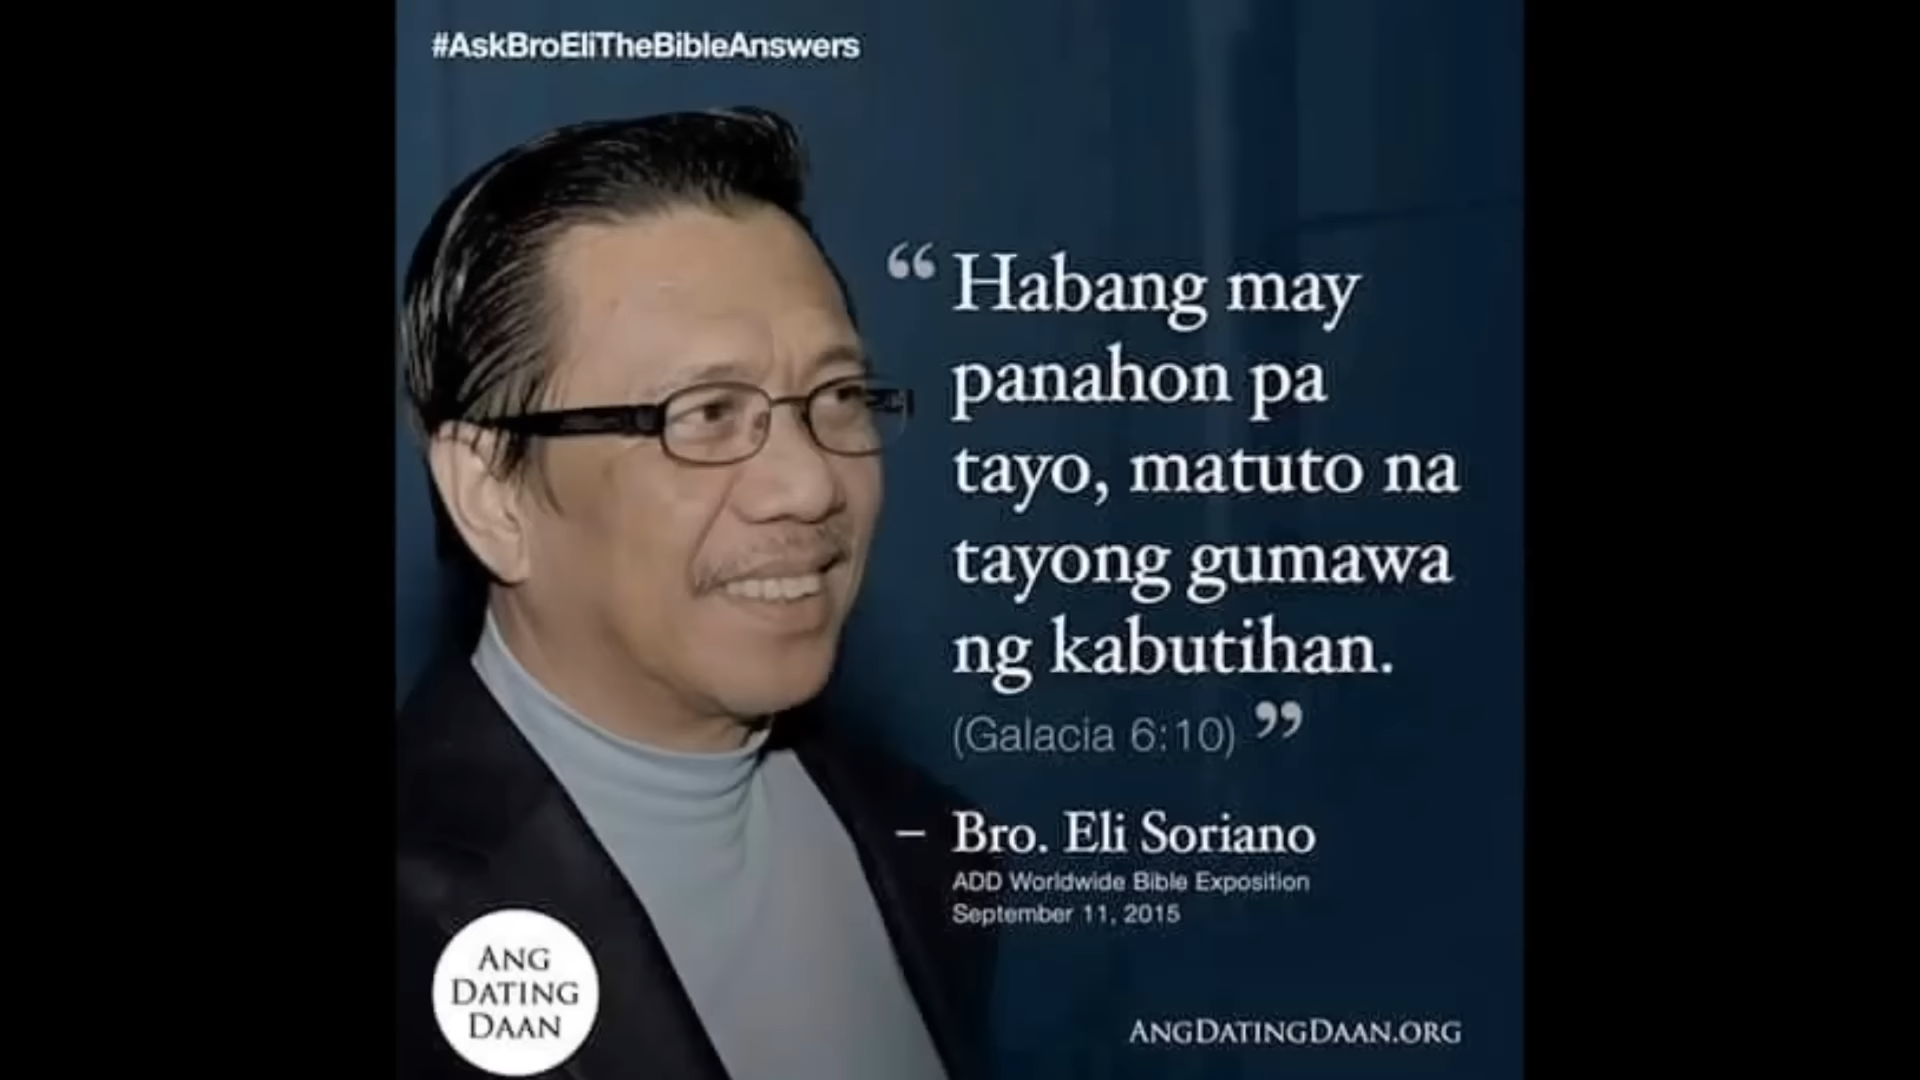 #AskBroEliTheBibleAnswers
“ Habang may
panahon pa
tayo, matuto na
tayong gumawa
ng kabutihan.
(Galacia 6:10) ”
– Bro. Eli Soriano
ADD Worldwide Bible Exposition
September 11, 2015
ANG
DATING
DAAN
ANGDATINGDAAN.ORG